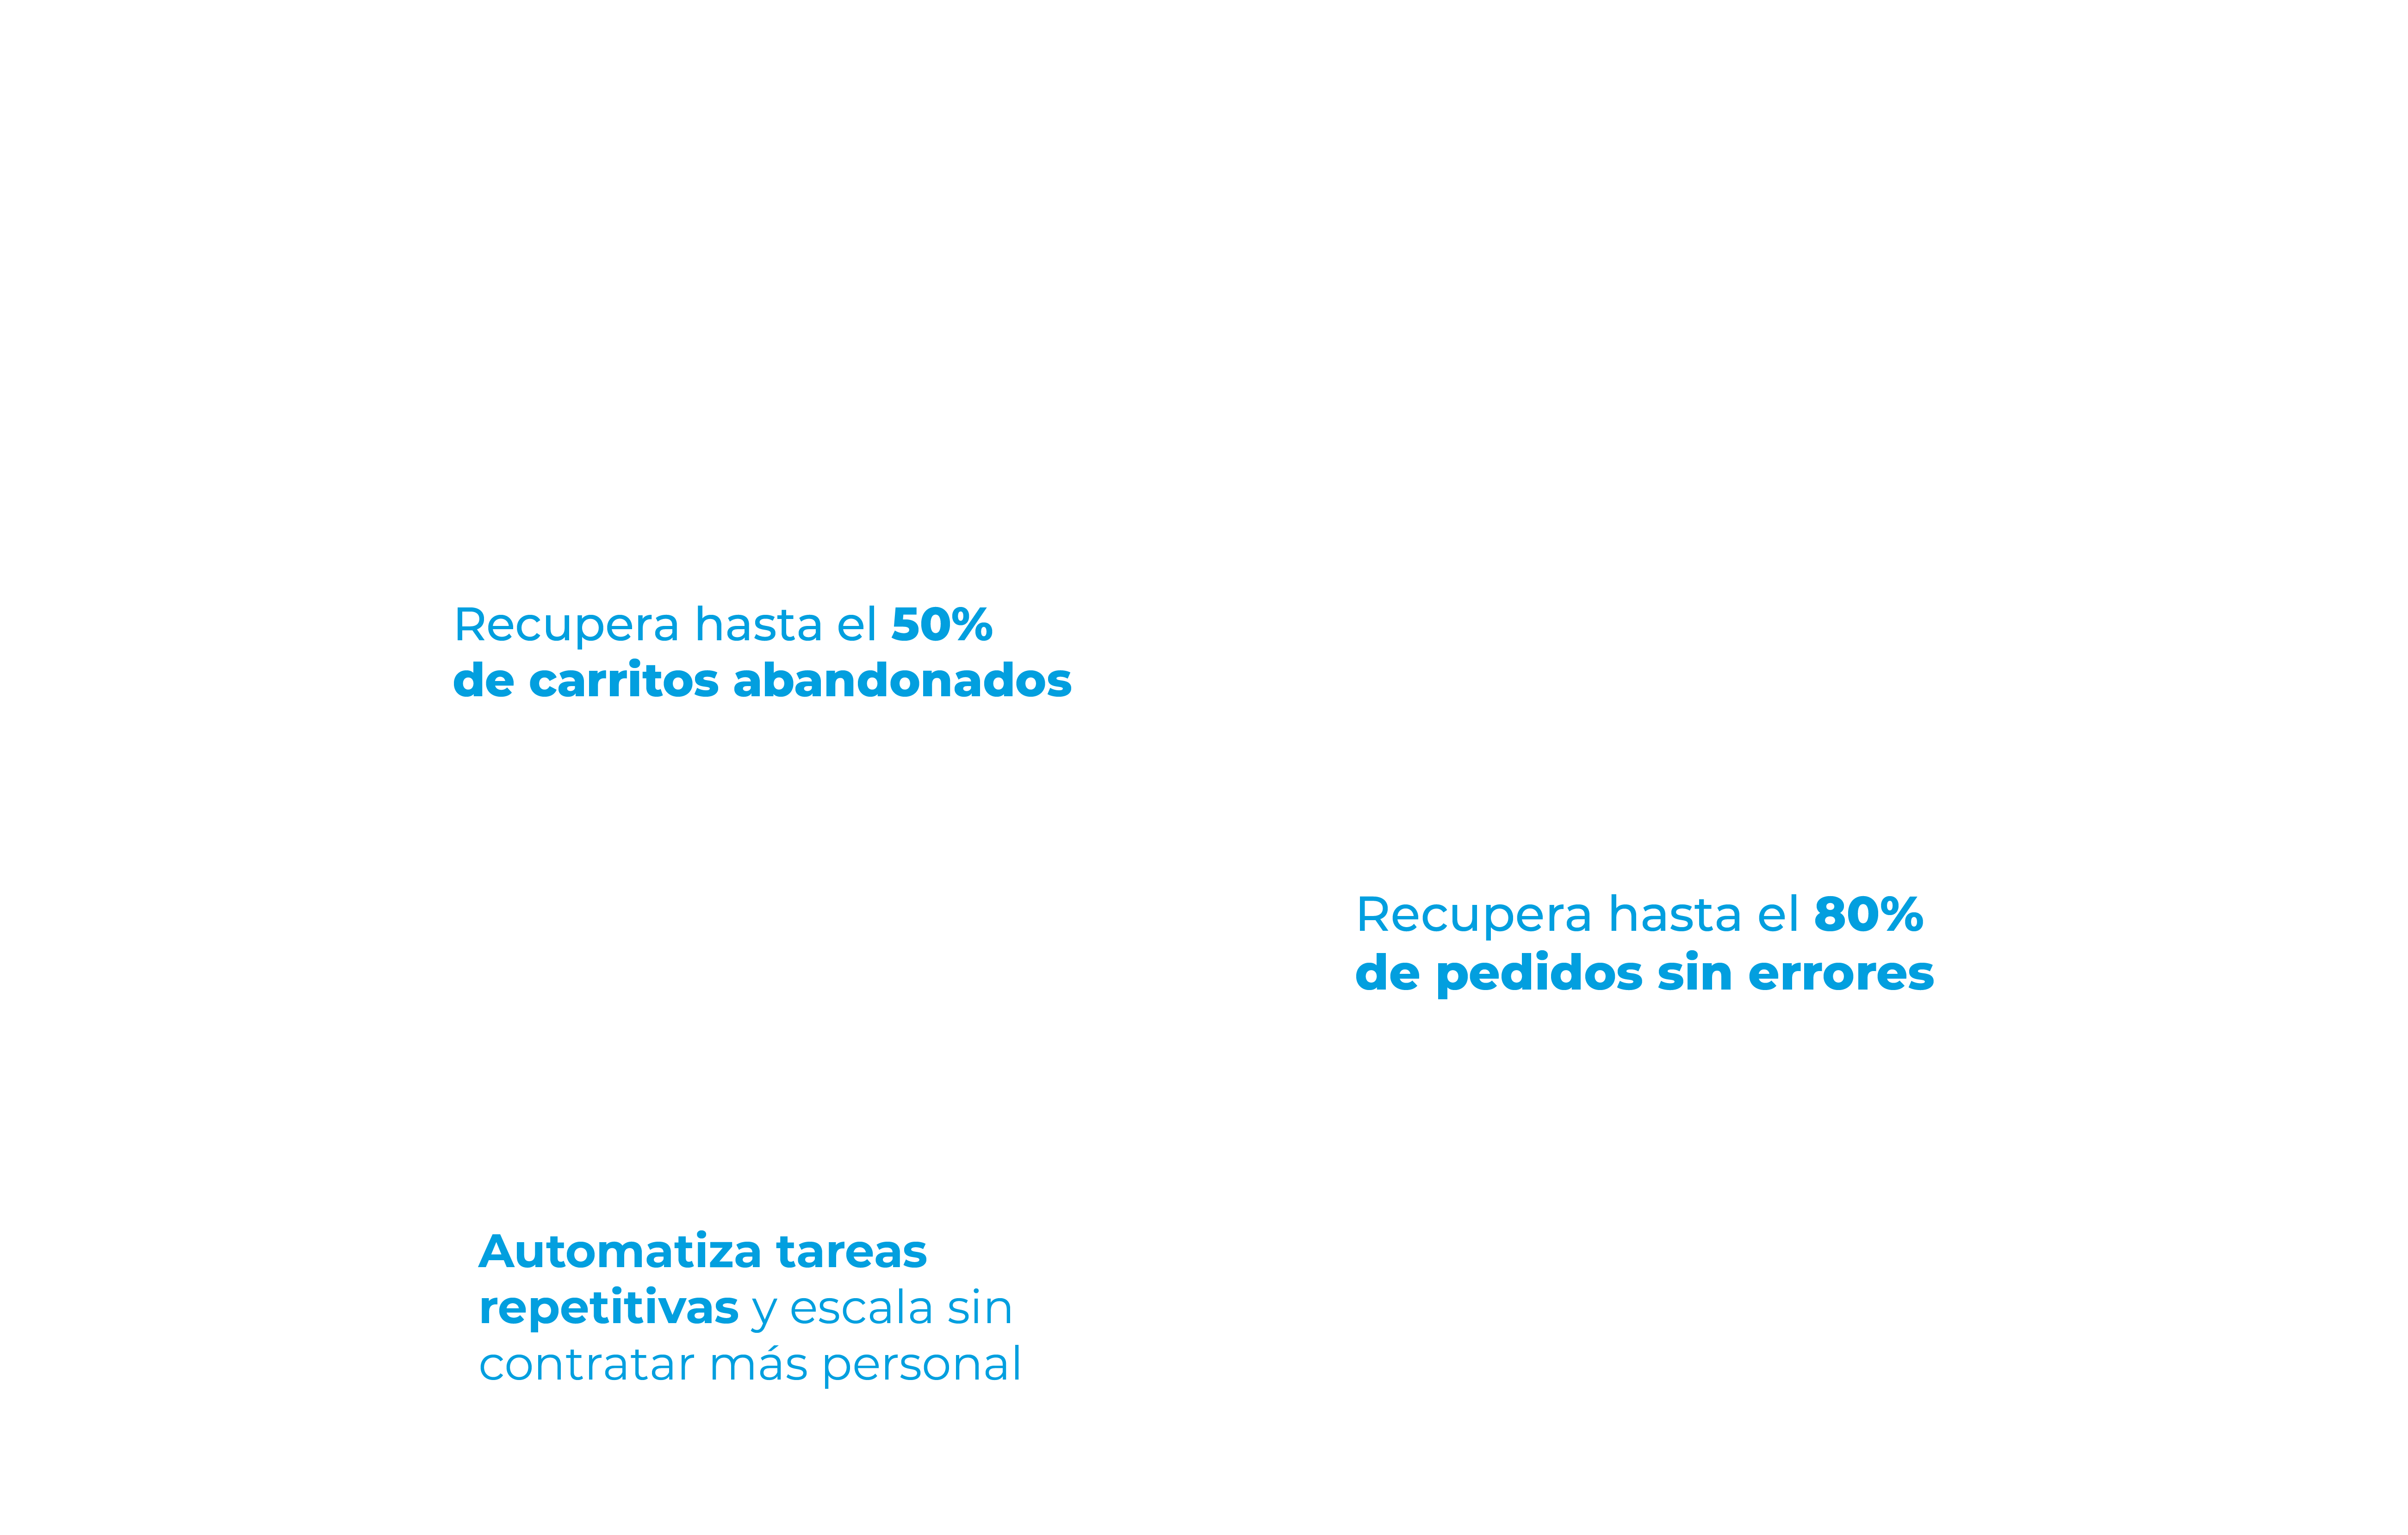 Recupera hasta el 50%
de carritos abandonados
Recupera hasta el 80%
de pedidos sin errores
Automatiza tareas
repetitivas y escala sin
contratar más personal